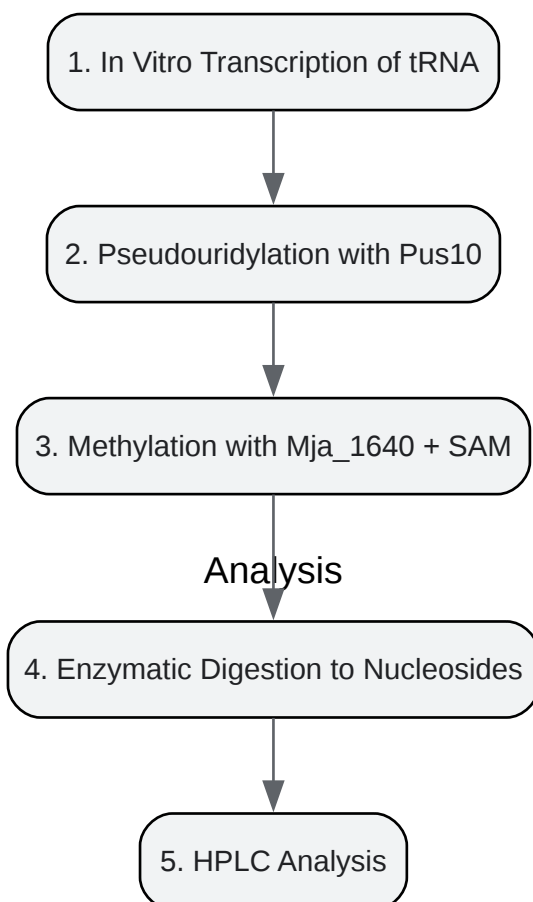 1. In Vitro Transcription of tRNA
2. Pseudouridylation with Pus10
3. Methylation with Mja_1640 + SAM
Analysis
4. Enzymatic Digestion to Nucleosides
5. HPLC Analysis